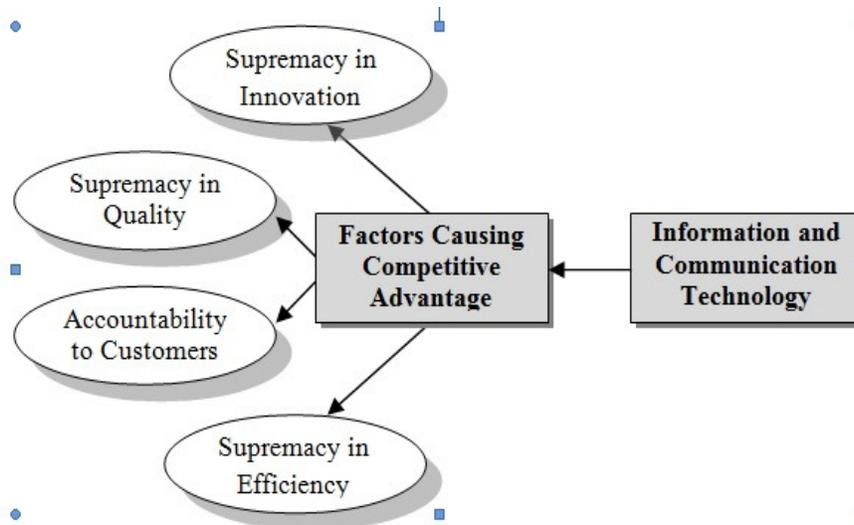 Supremacy in
Innovation
Supremacy in
Quality
Accountability
to Customers
Supremacy in
Efficiency
Factors Causing
Competitive
Advantage
Information and
Communication
Technology